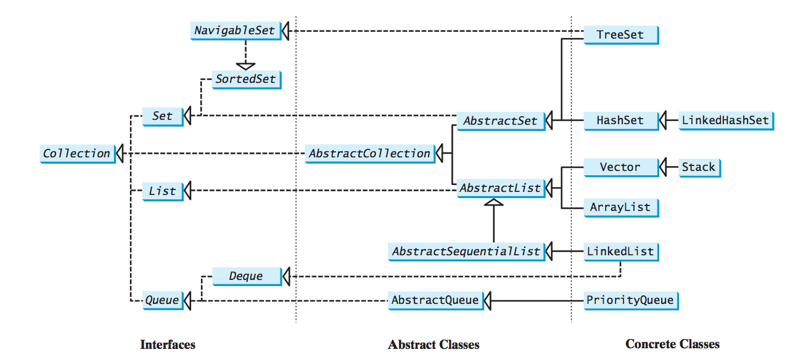 NavigableSet
TreeSet
SortedSet
Set
AbstractSet
HashSet
LinkedHashSet
Collection
AbstractCollection
Vector
Stack
List
AbstractList
ArrayList
AbstractSequentialList
LinkedList
Deque
Queue
AbstractQueue
PriorityQueue
Interfaces
Abstract Classes
Concrete Classes